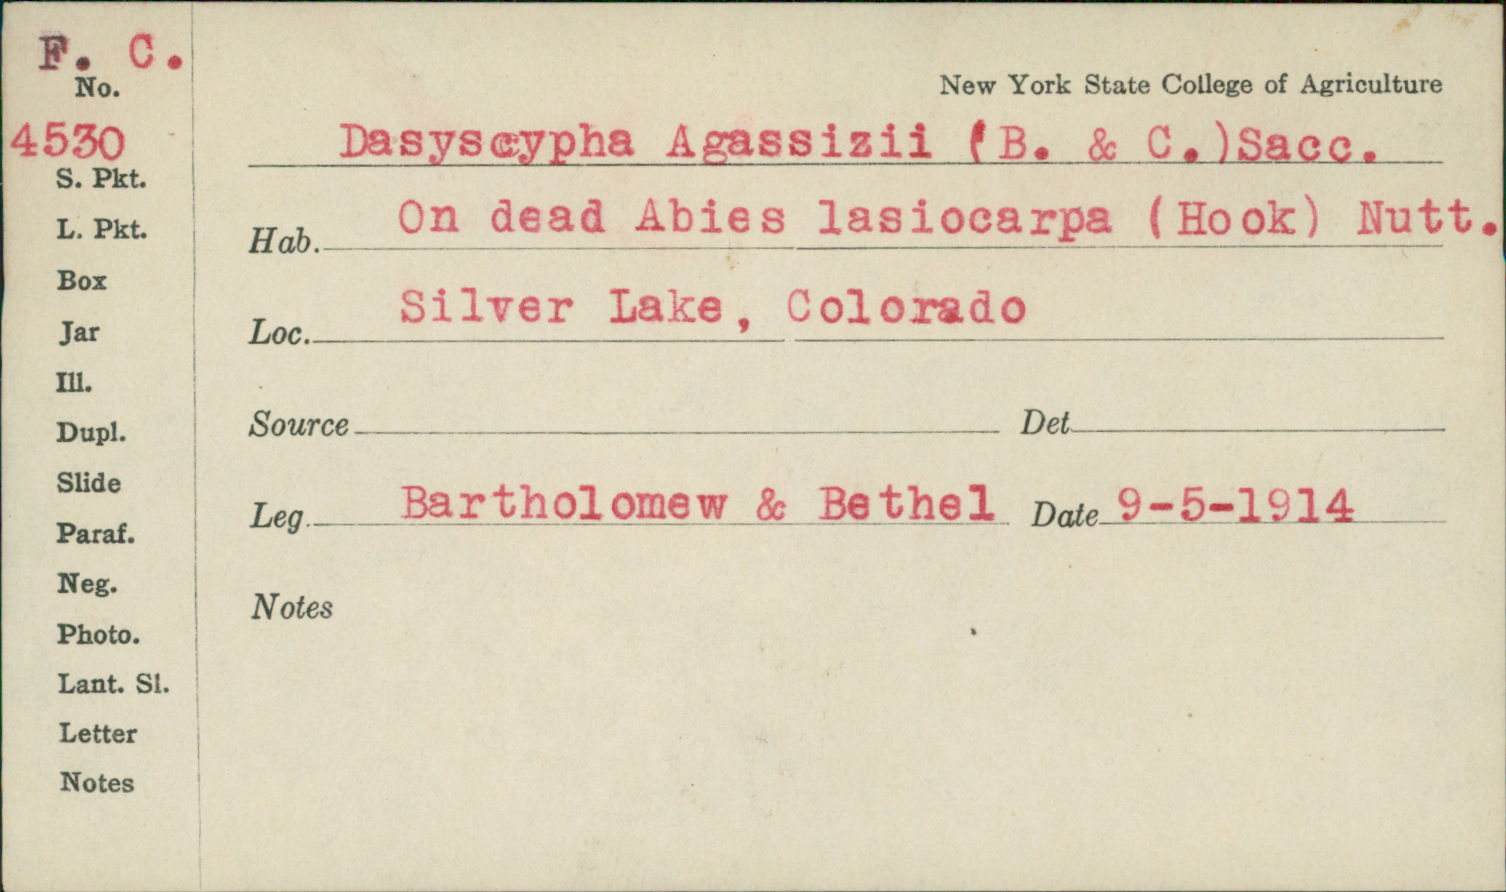 F. C.
No.
4530
S. Pkt.
L. Pkt.
Box
Jar
Ill.
Dupl.
Slide
Paraf.
Neg.
Photo.
Lant. Sl.
Letter
Notes
New York State College of Agriculture
Dasyscypha Agassizii (B. & C.)Sacc.
Hab. On dead Abies lasiocarpa (Hook) Nutt.
Loc. Silver Lake, Colorado
Source Det
Leg. Bartholomew & Bethel Date 9-5-1914
Notes